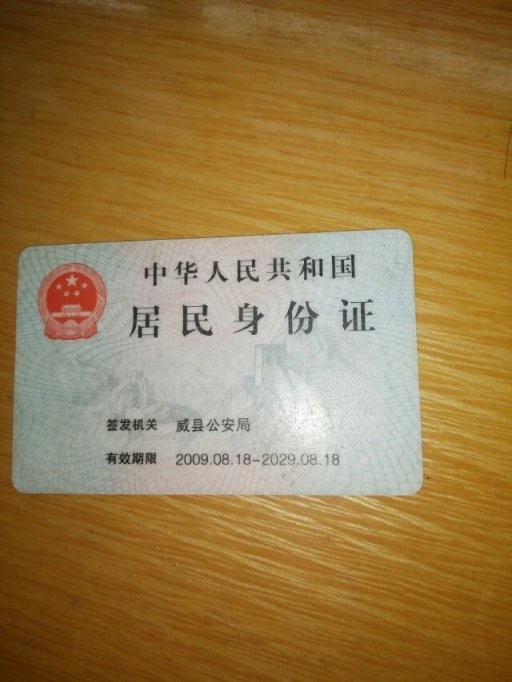 中华人民共和国
居民身份证
签发机关 威县公安局
有效期限 2009.08.18-2029.08.18